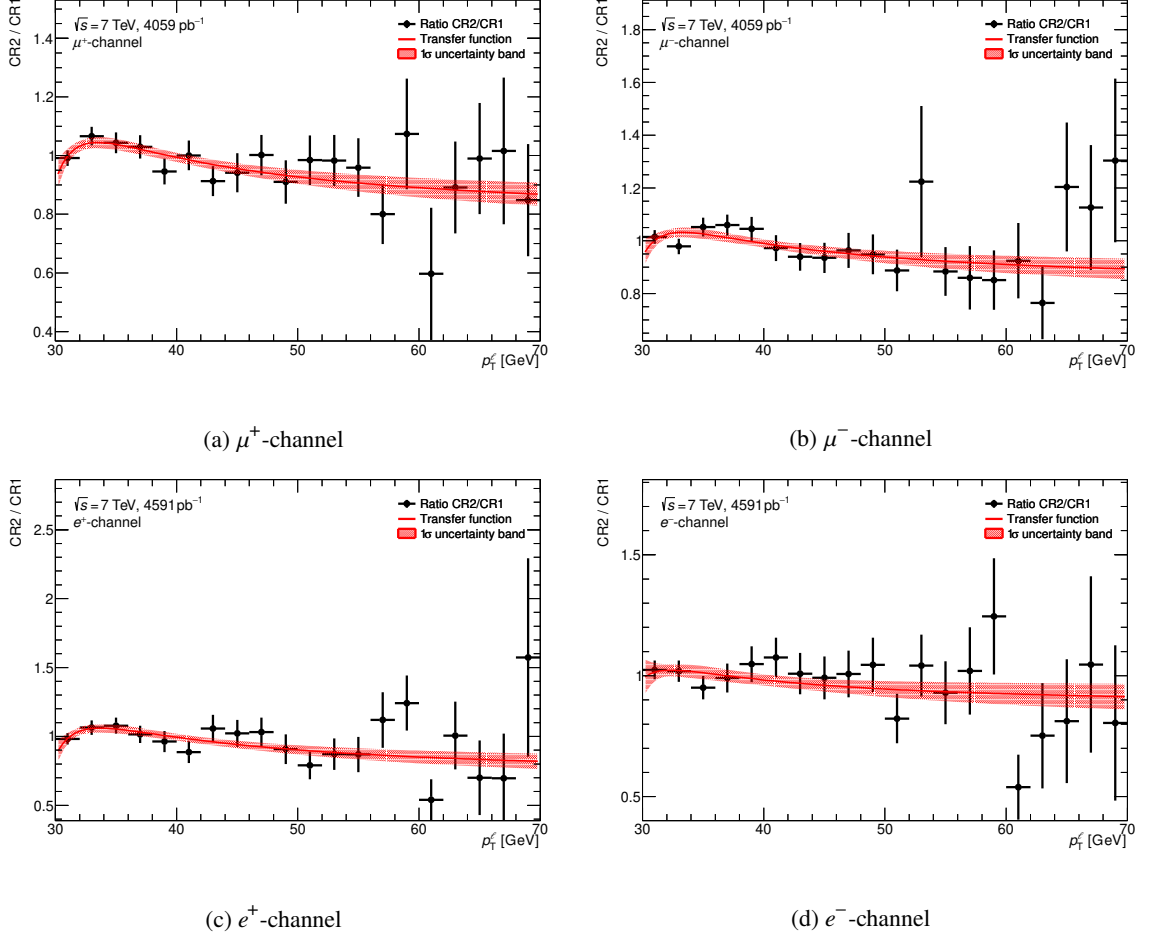 CR2 / CR1
√s = 7 TeV, 4059 pb⁻¹
μ⁺-channel
Ratio CR2/CR1
Transfer function
1σ uncertainty band
1.4
1.2
1
0.8
0.6
0.4
30 40 50 60 70
p_T^ℓ [GeV]
(a) μ⁺-channel
CR2 / CR1
√s = 7 TeV, 4059 pb⁻¹
μ⁻-channel
Ratio CR2/CR1
Transfer function
1σ uncertainty band
1.8
1.6
1.4
1.2
1
0.8
30 40 50 60 70
p_T^ℓ [GeV]
(b) μ⁻-channel
CR2 / CR1
√s = 7 TeV, 4591 pb⁻¹
e⁺-channel
Ratio CR2/CR1
Transfer function
1σ uncertainty band
2.5
2
1.5
1
0.5
30 40 50 60 70
p_T^ℓ [GeV]
(c) e⁺-channel
CR2 / CR1
√s = 7 TeV, 4591 pb⁻¹
e⁻-channel
Ratio CR2/CR1
Transfer function
1σ uncertainty band
1.5
1
0.5
30 40 50 60 70
p_T^ℓ [GeV]
(d) e⁻-channel